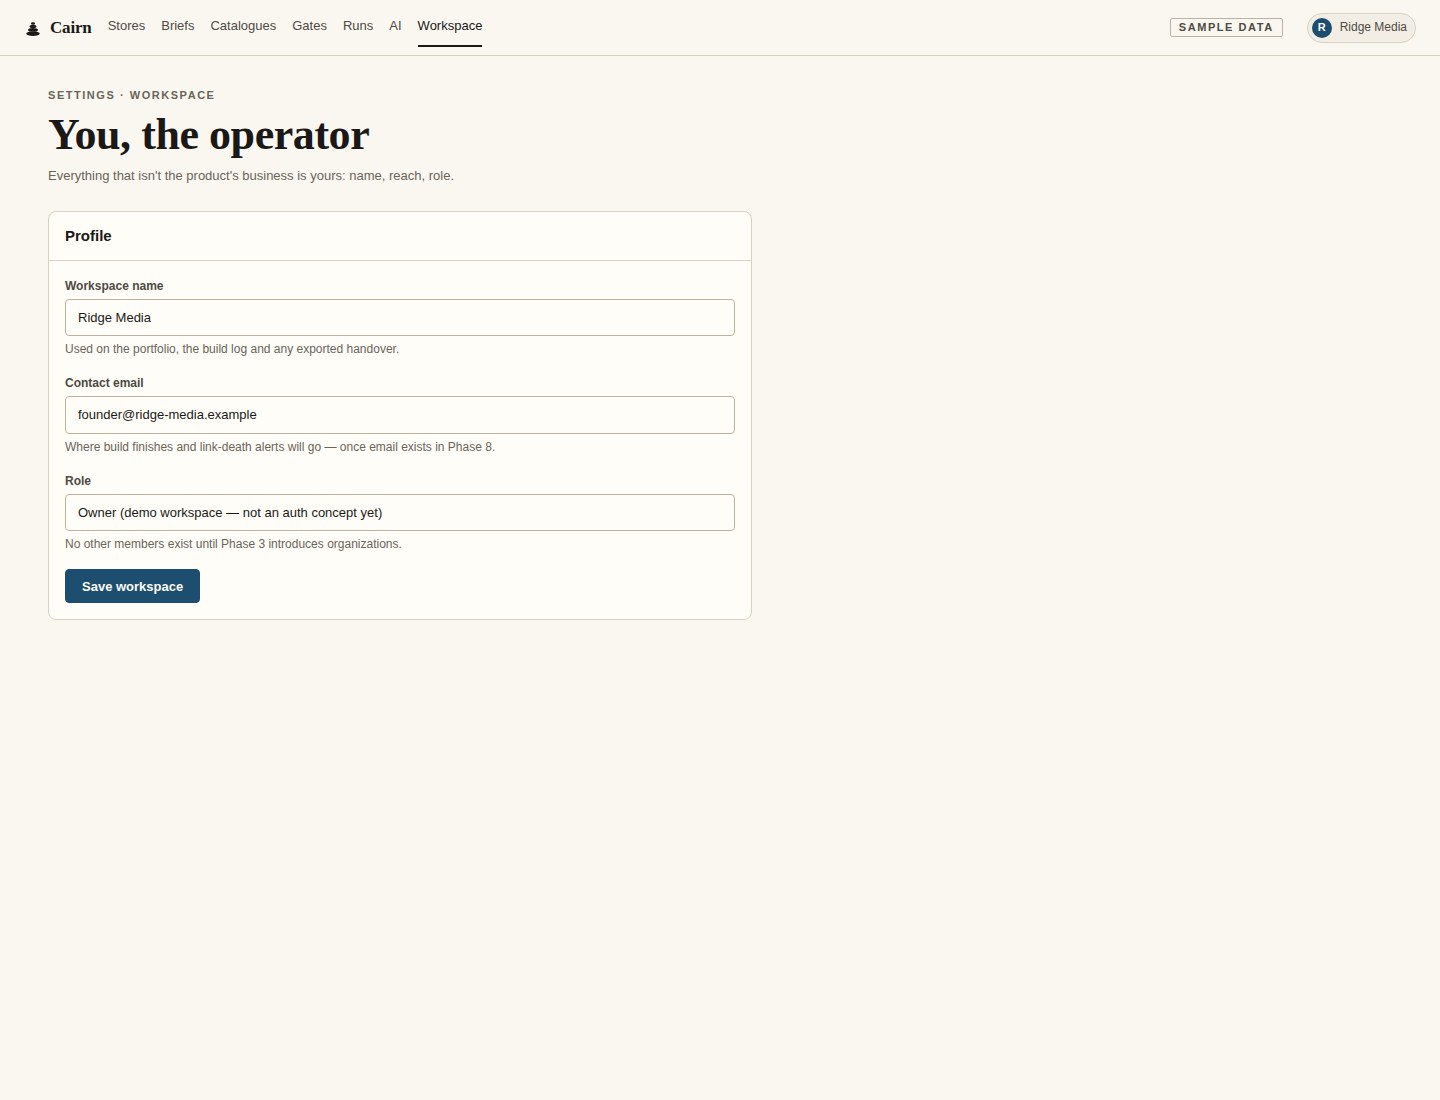 Cairn Stores Briefs Catalogues Gates Runs AI Workspace SAMPLE DATA R Ridge Media
SETTINGS · WORKSPACE
You, the operator
Everything that isn't the product's business is yours: name, reach, role.
Profile
Workspace name
Ridge Media
Used on the portfolio, the build log and any exported handover.
Contact email
founder@ridge-media.example
Where build finishes and link-death alerts will go — once email exists in Phase 8.
Role
Owner (demo workspace — not an auth concept yet)
No other members exist until Phase 3 introduces organizations.
Save workspace